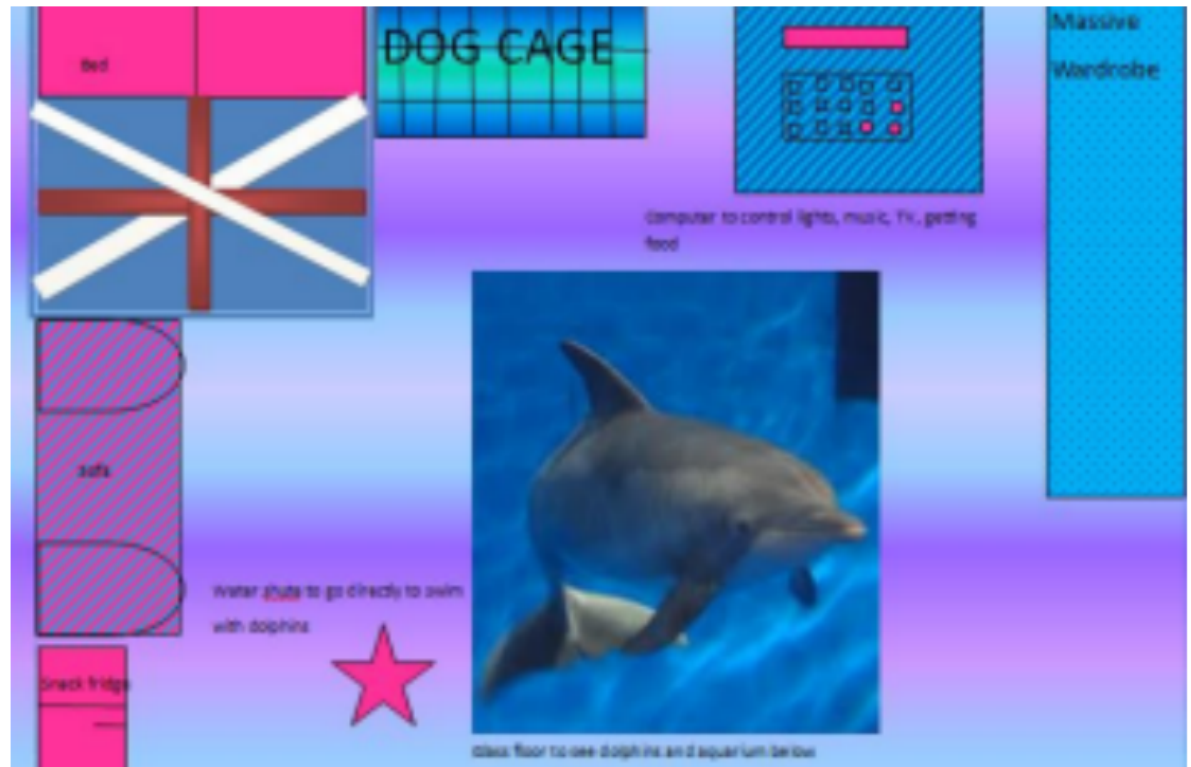 Bed
DOG CAGE
Massive
Wardrobe
Computer to control lights, music, TV, getting
food
sofa
Water shute to go directly to swim
with dolphins
Snack fridge
Glass floor to see dolphins and aquarium below